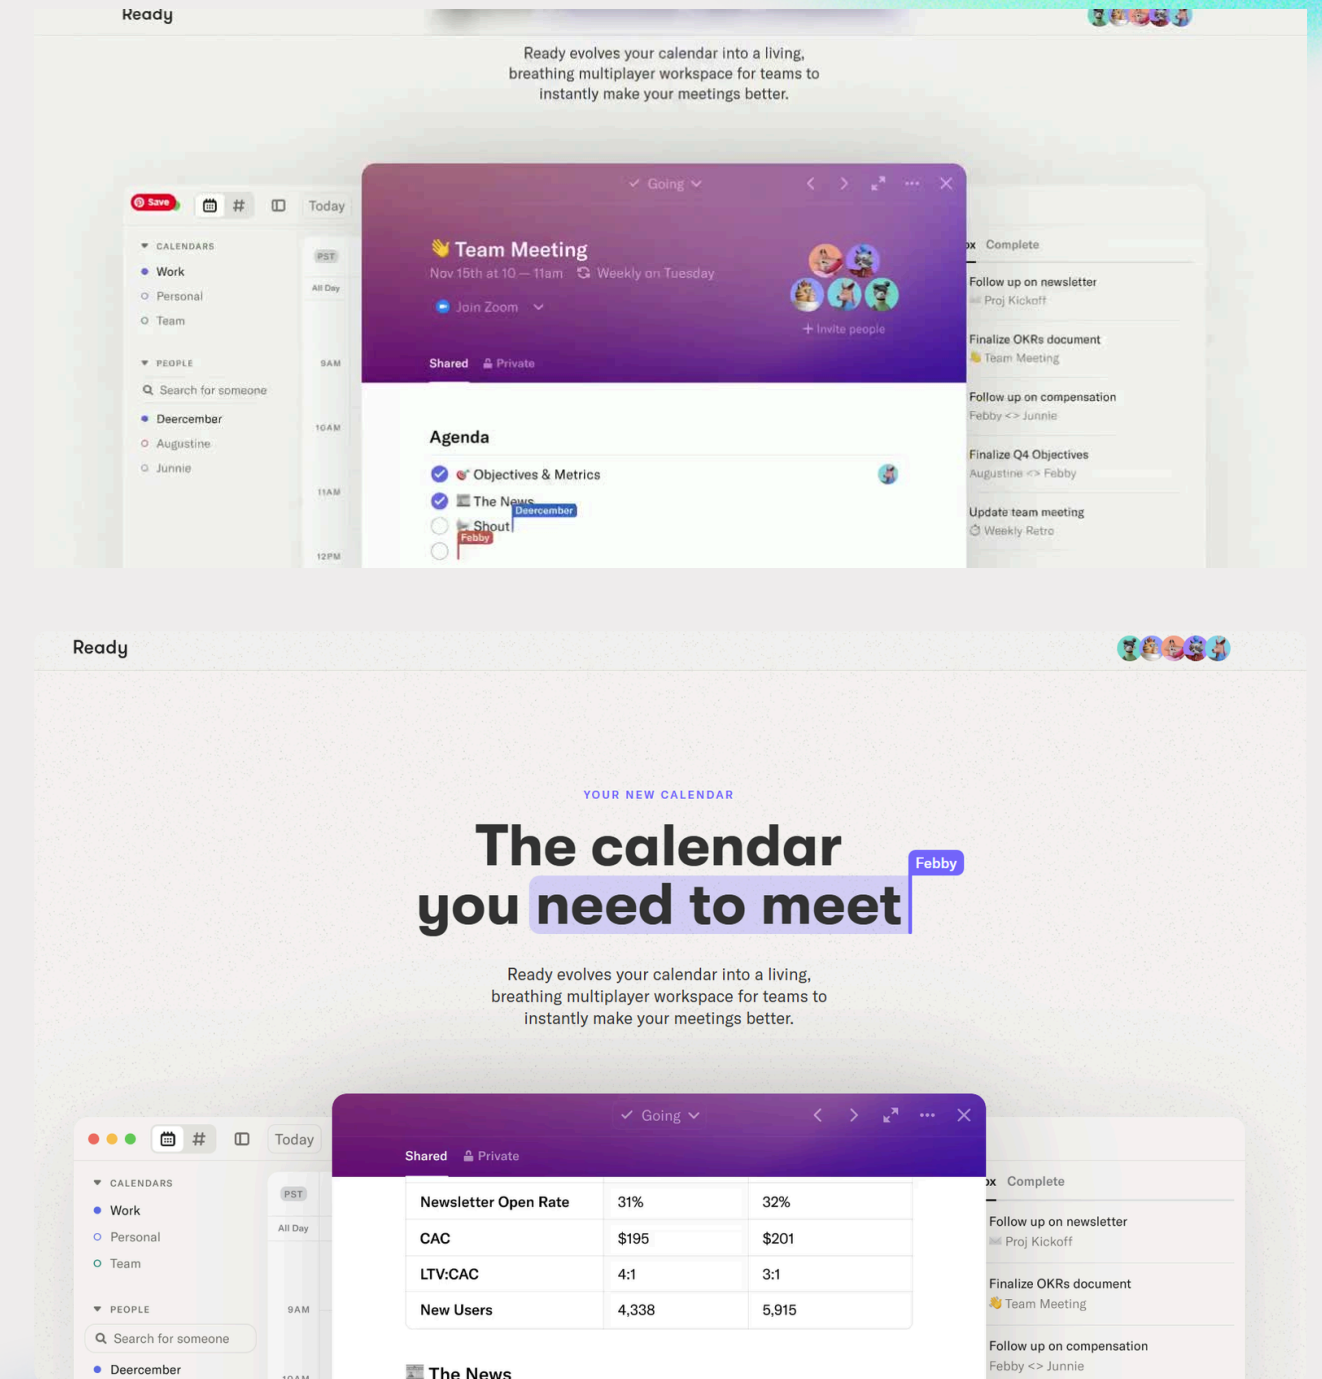 Ready
Ready evolves your calendar into a living,
breathing multiplayer workspace for teams to
instantly make your meetings better.
Save
Today
CALENDARS
Work
Personal
Team
PEOPLE
Search for someone
Deercember
Augustine
Junnie
PST
All Day
9AM
10AM
11AM
12PM
Going
Team Meeting
Nov 15th at 10 — 11am
Weekly on Tuesday
Join Zoom
+ Invite people
Shared
Private
Agenda
Objectives & Metrics
The News
Deercember
Shout
Febby
Complete
Follow up on newsletter
Proj Kickoff
Finalize OKRs document
Team Meeting
Follow up on compensation
Febby <> Junnie
Finalize Q4 Objectives
Augustine <> Febby
Update team meeting
Weekly Retro
Ready
YOUR NEW CALENDAR
The calendar
you need to meet
Febby
Ready evolves your calendar into a living,
breathing multiplayer workspace for teams to
instantly make your meetings better.
Today
CALENDARS
Work
Personal
Team
PEOPLE
Search for someone
Deercember
PST
All Day
9AM
Going
Shared
Private
Newsletter Open Rate 31% 32%
CAC $195 $201
LTV:CAC 4:1 3:1
New Users 4,338 5,915
The News
Complete
Follow up on newsletter
Proj Kickoff
Finalize OKRs document
Team Meeting
Follow up on compensation
Febby <> Junnie